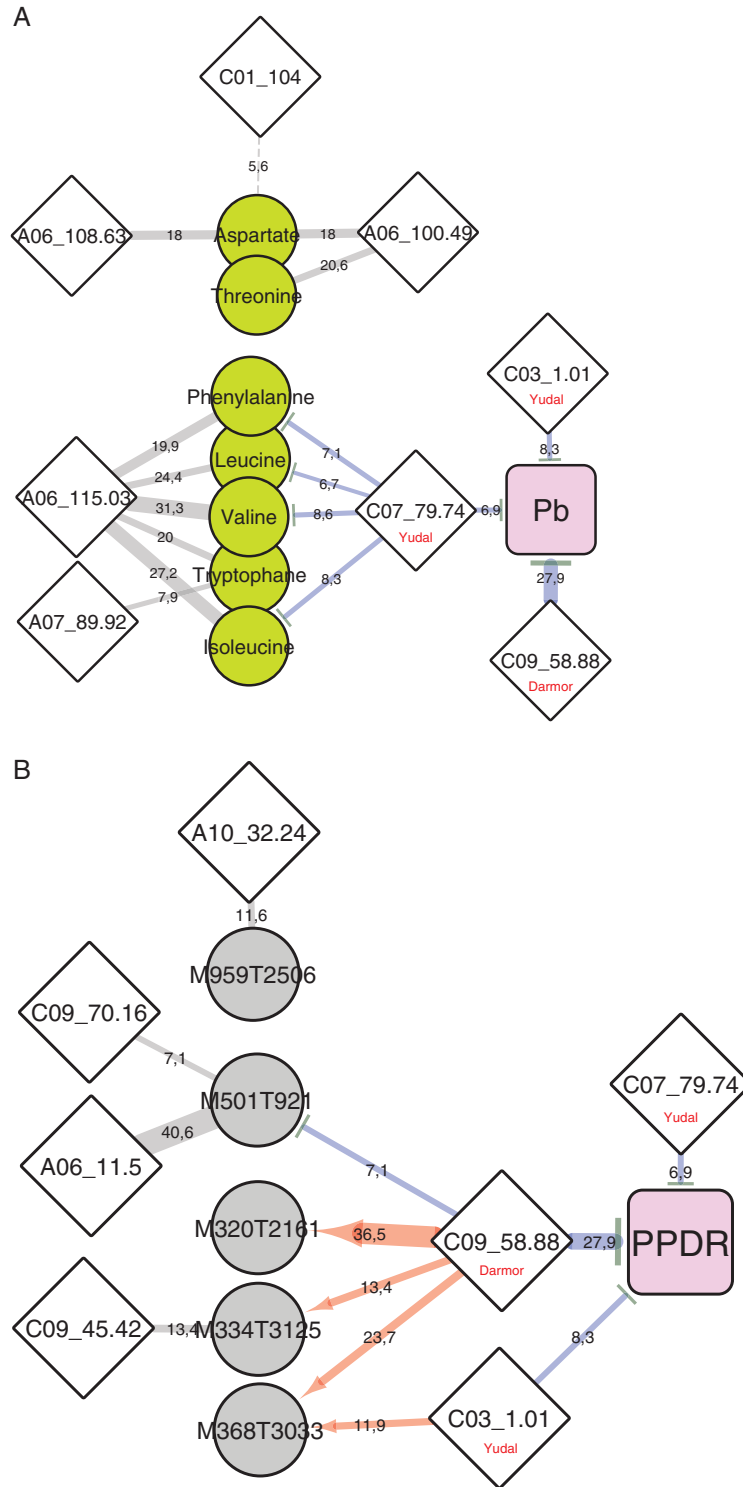 A
C01_104
5,6
A06_108.63
18
Aspartate
18
A06_100.49
20,6
Threonine
Phenylalanine
C03_1.01
Yudal
19,9
7,1
8,3
24,4
Leucine
6,7
A06_115.03
31,3
Valine
8,6
C07_79.74
Yudal
6,9
Pb
20
27,2
Tryptophane
8,3
27,9
7,9
A07_89.92
Isoleucine
C09_58.88
Darmor
B
A10_32.24
11,6
M959T2506
C09_70.16
7,1
C07_79.74
Yudal
M501T921
40,6
A06_11.5
7,1
6,9
M320T2161
36,5
C09_58.88
Darmor
27,9
PPDR
13,4
C09_45.42
13,4
M334T3125
23,7
8,3
M368T3033
11,9
C03_1.01
Yudal